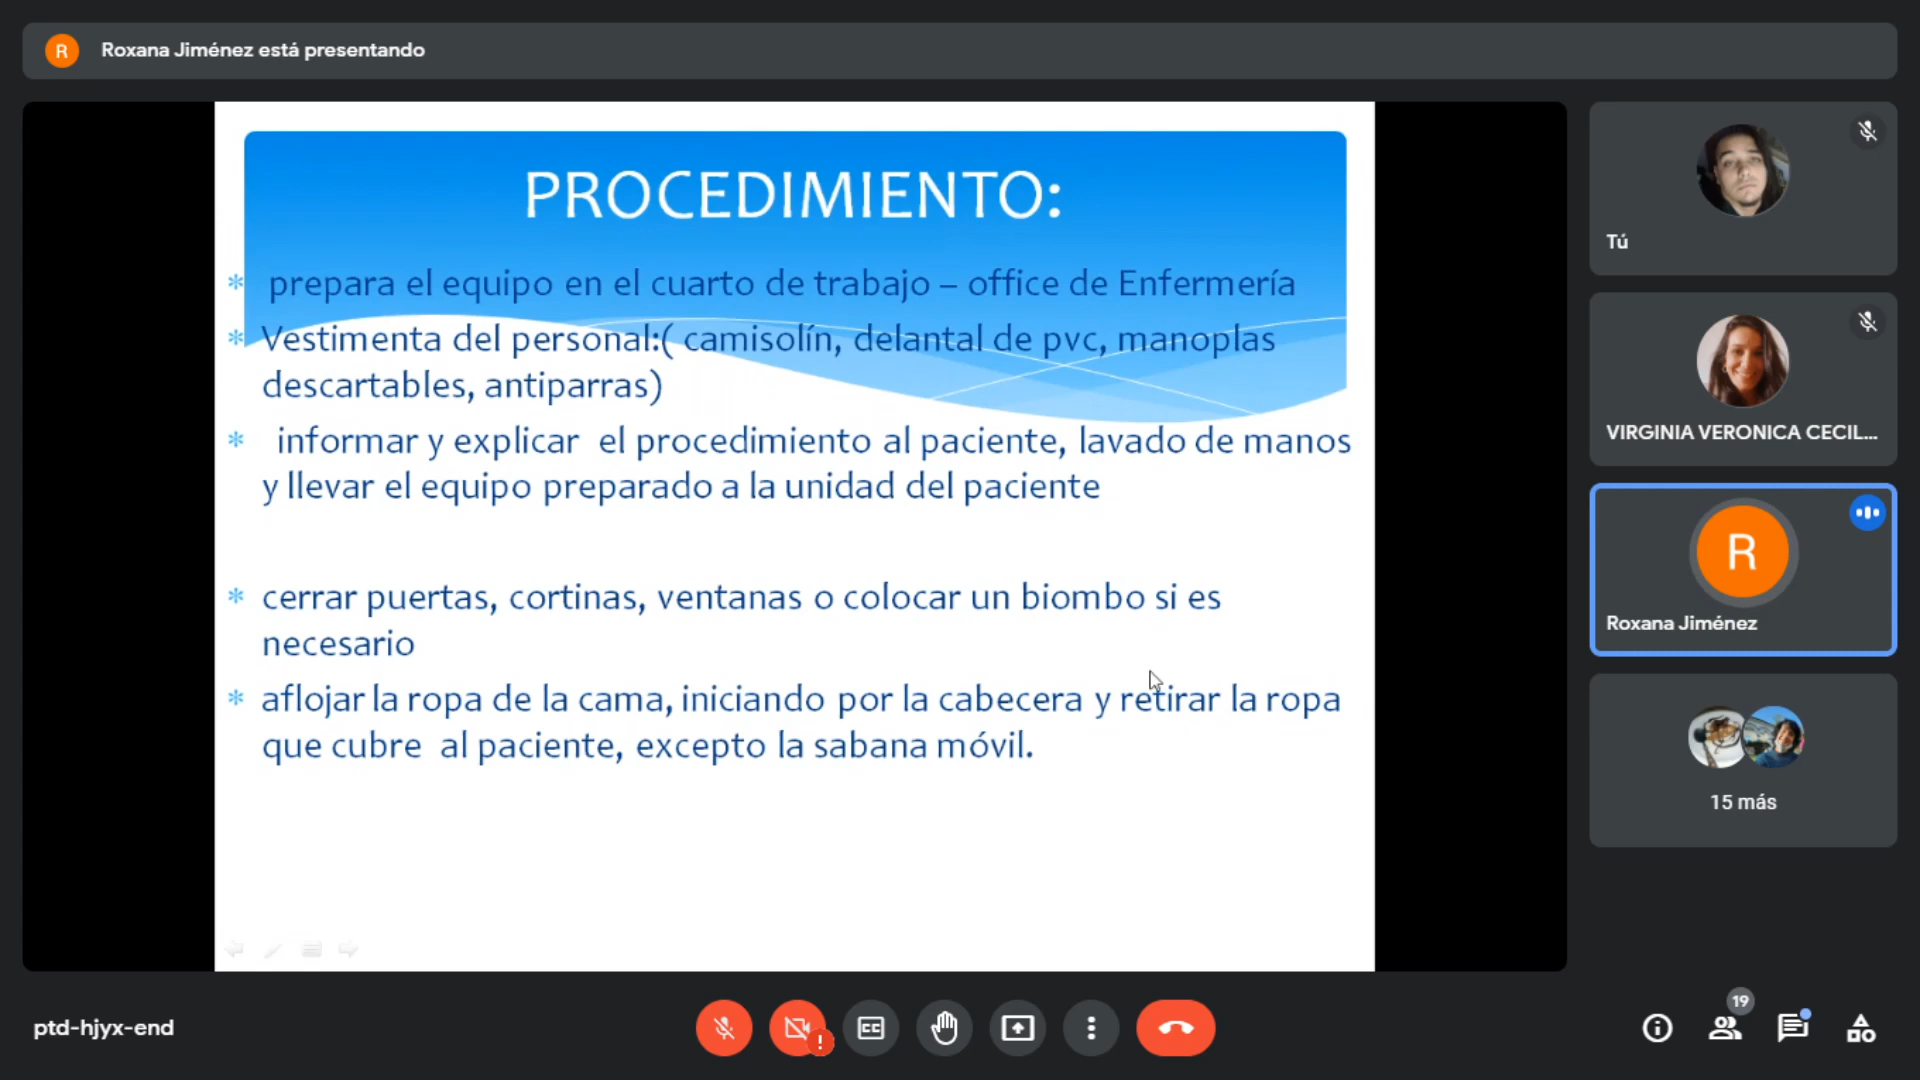 R
Roxana Jiménez está presentando
PROCEDIMIENTO:
* prepara el equipo en el cuarto de trabajo – office de Enfermería
* Vestimenta del personal:( camisolín, delantal de pvc, manoplas
descartables, antiparras)
* informar y explicar el procedimiento al paciente, lavado de manos
y llevar el equipo preparado a la unidad del paciente
* cerrar puertas, cortinas, ventanas o colocar un biombo si es
necesario
* aflojar la ropa de la cama, iniciando por la cabecera y retirar la ropa
que cubre al paciente, excepto la sabana móvil.
Tú
VIRGINIA VERONICA CECIL...
R
Roxana Jiménez
15 más
ptd-hjyx-end
!
CC
19